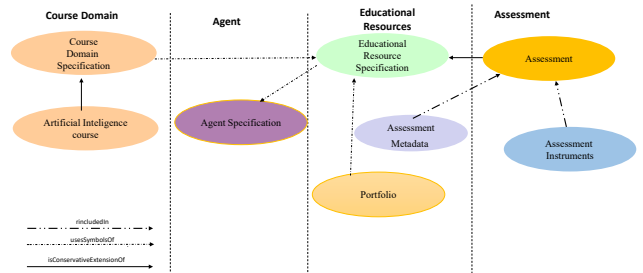 Course Domain
Agent
Educational
Resources
Assessment
Course
Domain
Specification
Educational
Resource
Specification
Assessment
Artificial Inteligence
course
Agent Specification
Assessment
Metadata
Assessment
Instruments
Portfolio
rincludedIn
usesSymbolsOf
isConservativeExtensionOf